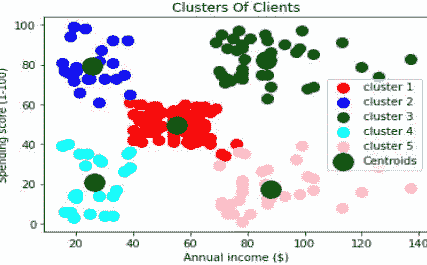 Clusters Of Clients
Spending score (1-100)
100
80
60
40
20
0
cluster 1
cluster 2
cluster 3
cluster 4
cluster 5
Centroids
20
40
60
80
100
120
140
Annual income ($)